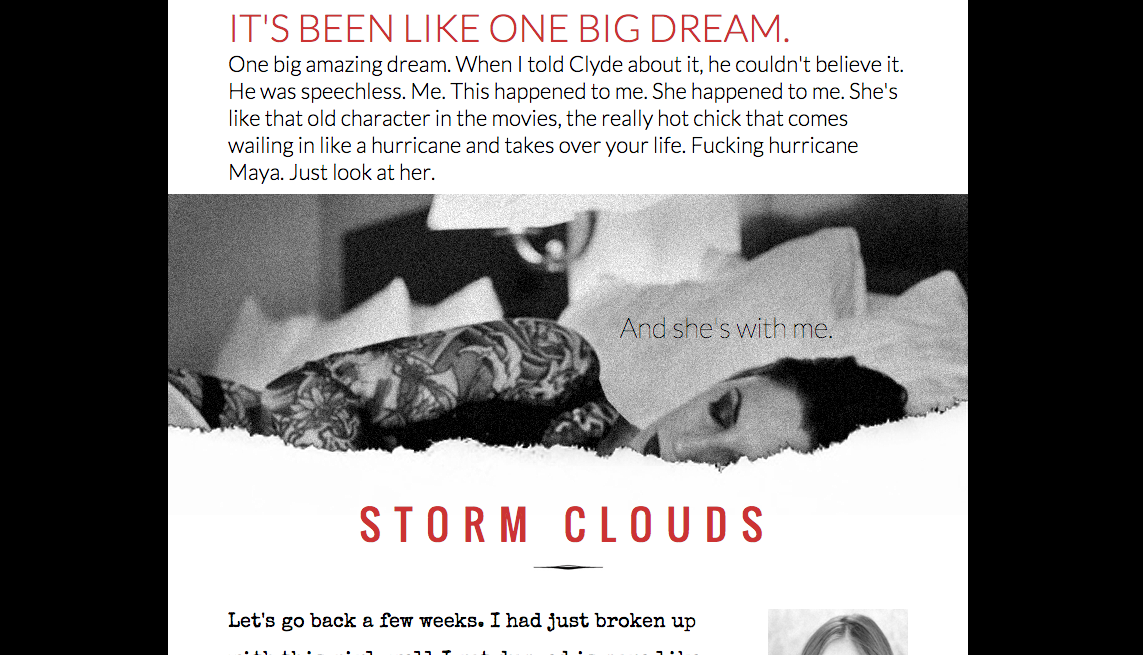 IT'S BEEN LIKE ONE BIG DREAM.
One big amazing dream. When I told Clyde about it, he couldn't believe it.
He was speechless. Me. This happened to me. She happened to me. She's
like that old character in the movies, the really hot chick that comes
wailing in like a hurricane and takes over your life. Fucking hurricane
Maya. Just look at her.
And she's with me.
STORM CLOUDS
Let's go back a few weeks. I had just broken up